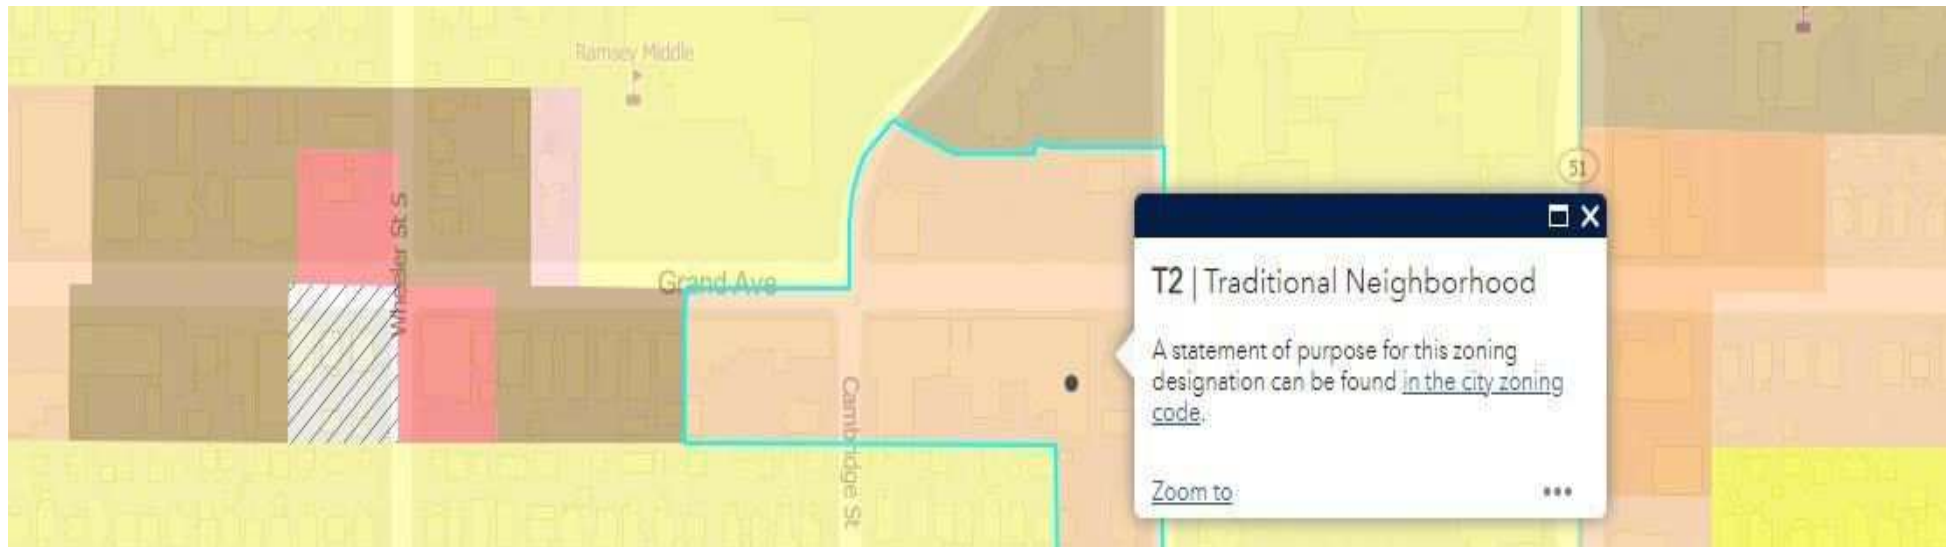 Ramsey Middle
51
Wheeler St S
Grand Ave
T2 | Traditional Neighborhood
A statement of purpose for this zoning
designation can be found in the city zoning
code.
Cambridge St
Zoom to